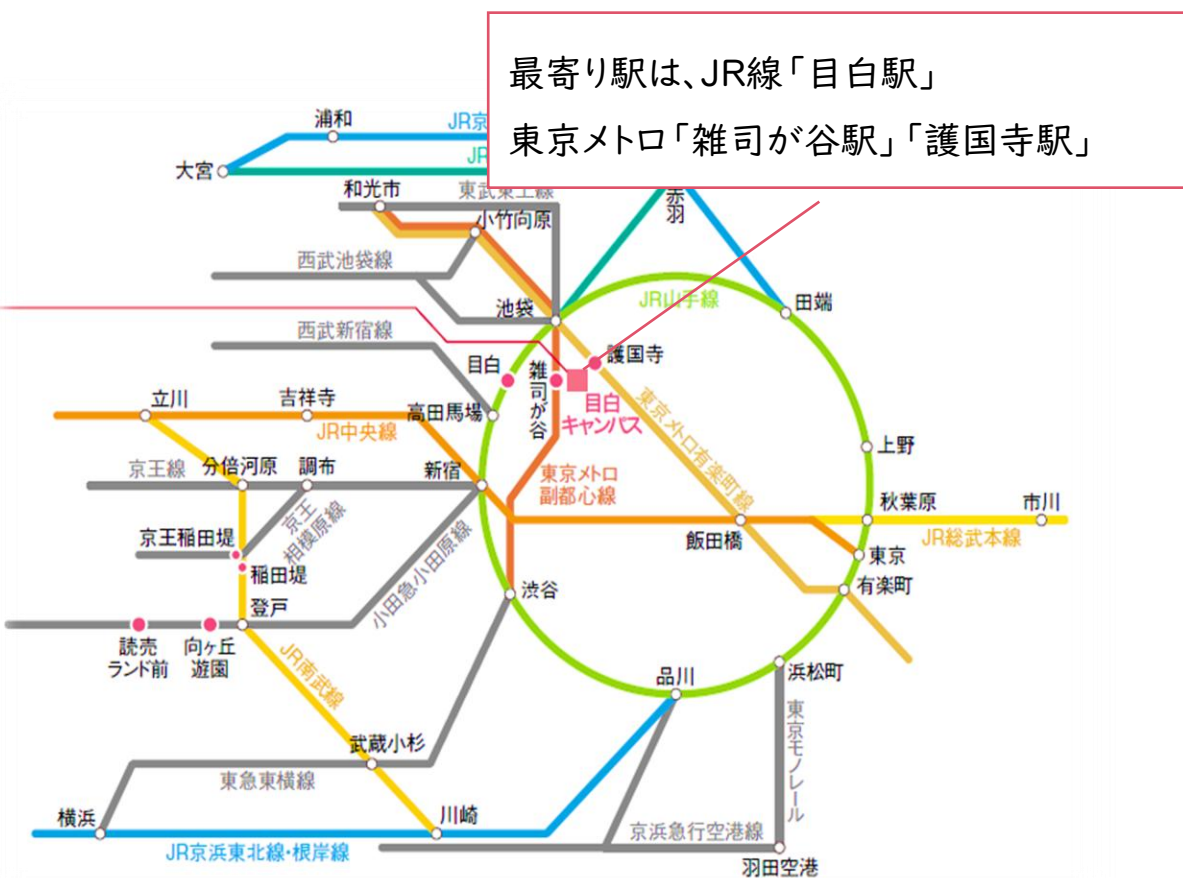 最寄り駅は、JR線「目白駅」
東京メトロ「雑司が谷駅」「護国寺駅」
浦和
JR京
大宮
JR
和光市
東武東上線
赤羽
小竹向原
西武池袋線
池袋
JR山手線
田端
西武新宿線
護国寺
目白
雑司が谷
目白
キャンパス
立川
吉祥寺
高田馬場
JR中央線
東京メトロ有楽町線
上野
京王線
分倍河原
調布
新宿
東京メトロ
副都心線
秋葉原
市川
京王
相模原線
飯田橋
JR総武本線
京王稲田堤
東京
稲田堤
小田急小田原線
有楽町
登戸
渋谷
読売
ランド前
向ヶ丘
遊園
JR南武線
品川
浜松町
武蔵小杉
東京モノレール
東急東横線
横浜
川崎
京浜急行空港線
JR京浜東北線・根岸線
羽田空港